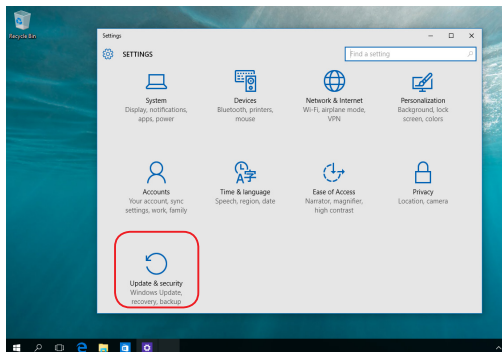 Recycle Bin
Settings
SETTINGS
Find a setting
System
Display, notifications,
apps, power
Devices
Bluetooth, printers,
mouse
Network & Internet
Wi-Fi, airplane mode,
VPN
Personalization
Background, lock
screen, colors
Accounts
Your account, sync
settings, work, family
Time & language
Speech, region, date
Ease of Access
Narrator, magnifier,
high contrast
Privacy
Location, camera
Update & security
Windows Update,
recovery, backup